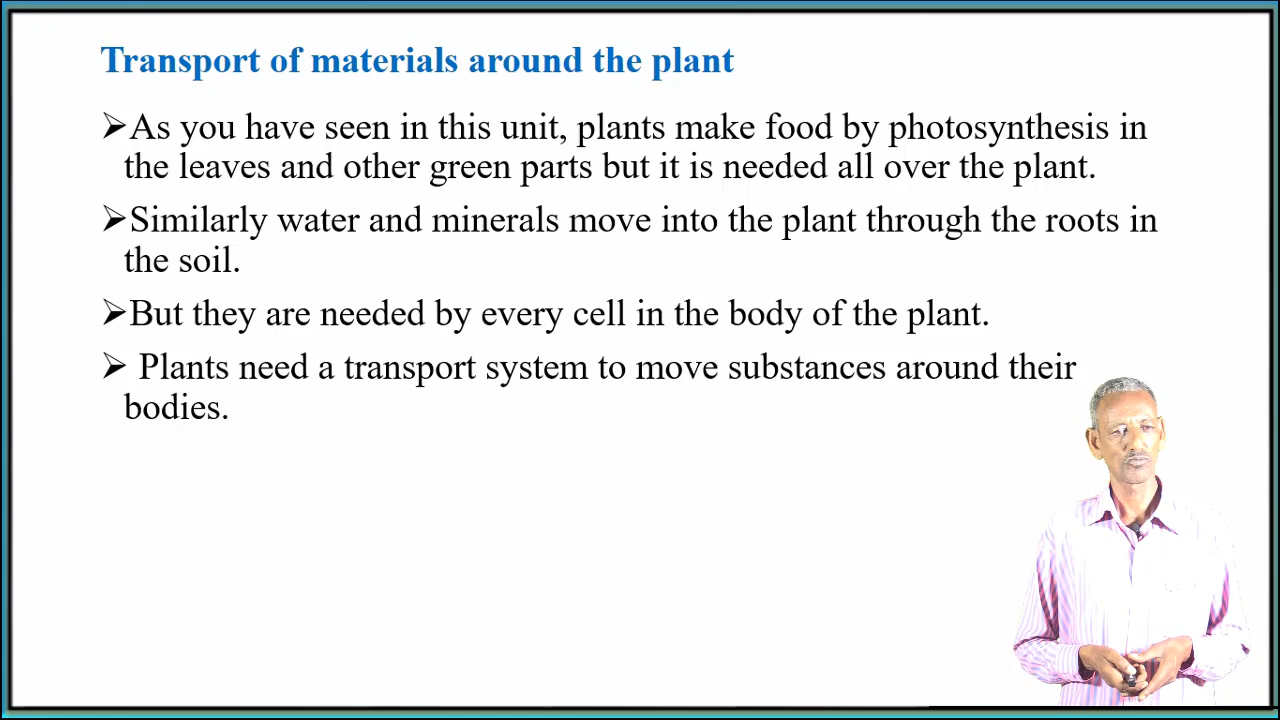 Transport of materials around the plant
➢As you have seen in this unit, plants make food by photosynthesis in
the leaves and other green parts but it is needed all over the plant.
➢Similarly water and minerals move into the plant through the roots in
the soil.
➢But they are needed by every cell in the body of the plant.
➢ Plants need a transport system to move substances around their
bodies.